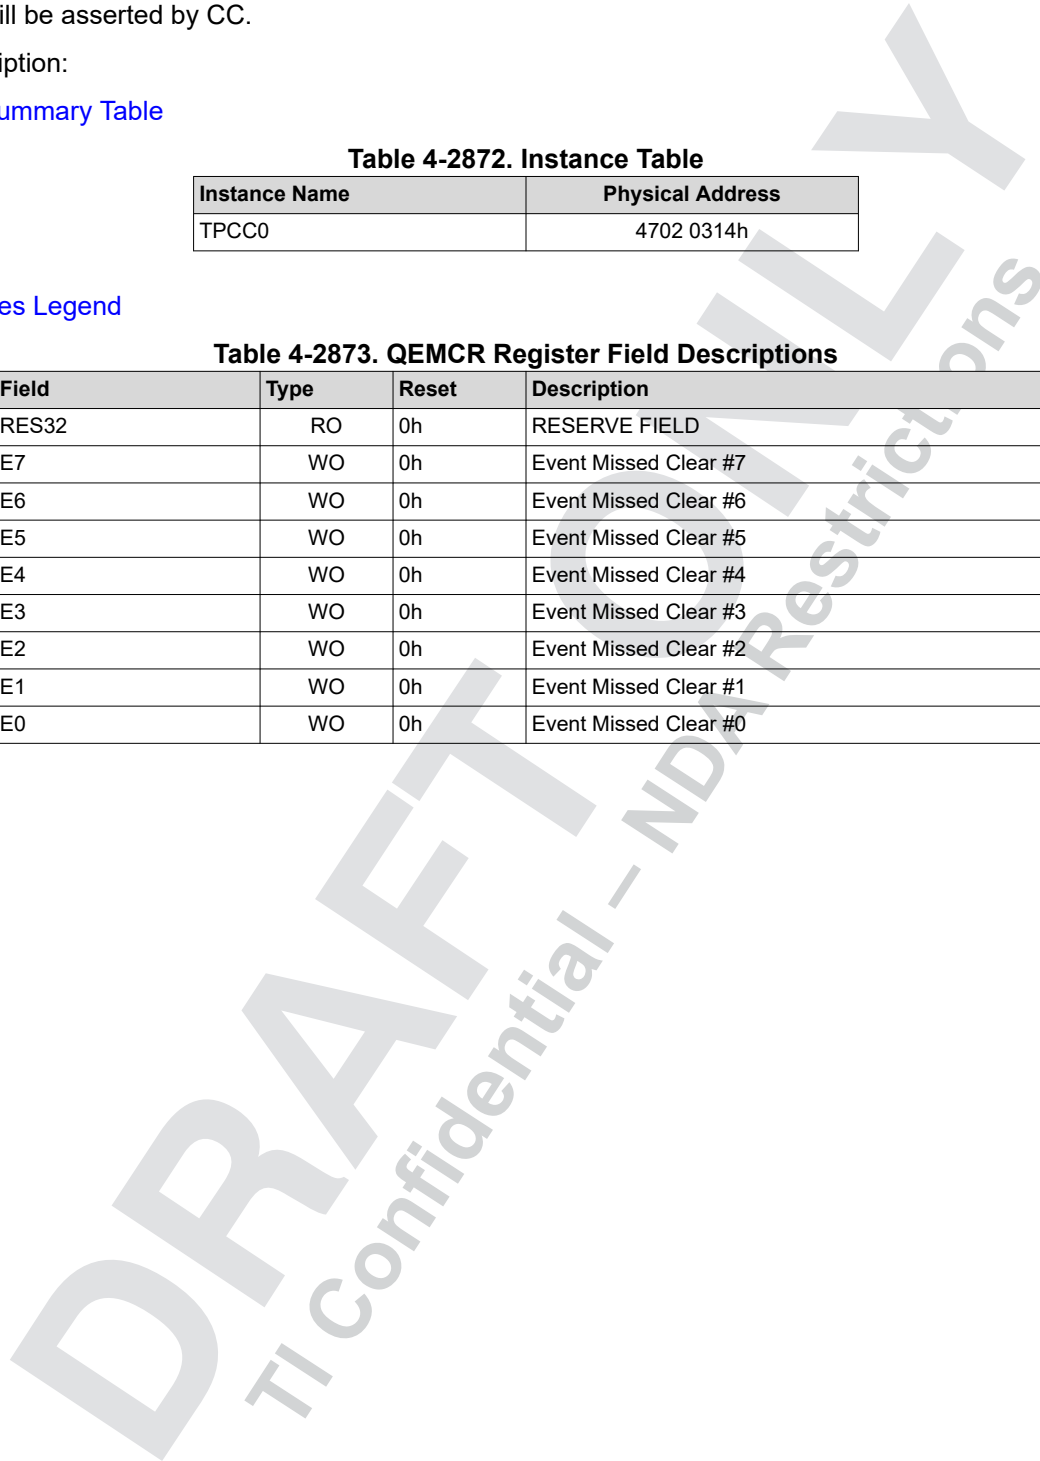 ill be asserted by CC.
iption:
ummary Table
Table 4-2872. Instance Table
Instance Name Physical Address
TPCC0 4702 0314h
es Legend
Table 4-2873. QEMCR Register Field Descriptions
Field Type Reset Description
RES32 RO 0h RESERVE FIELD
E7 WO 0h Event Missed Clear #7
E6 WO 0h Event Missed Clear #6
E5 WO 0h Event Missed Clear #5
E4 WO 0h Event Missed Clear #4
E3 WO 0h Event Missed Clear #3
E2 WO 0h Event Missed Clear #2
E1 WO 0h Event Missed Clear #1
E0 WO 0h Event Missed Clear #0
DRAFT ONLY
TI Confidential – NDA Restrictions